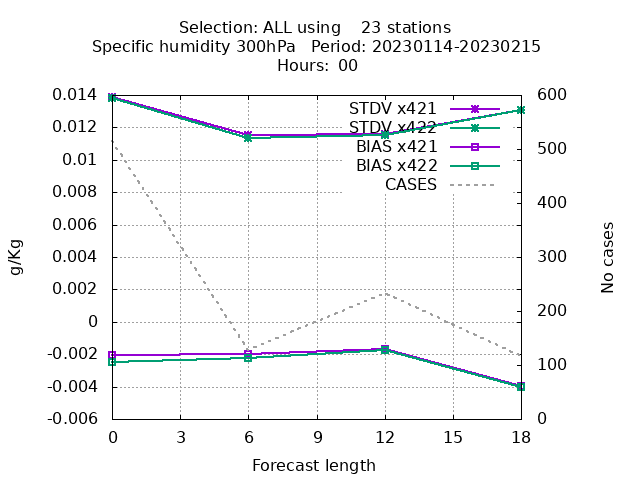 Selection: ALL using    23 stations
Specific humidity 300hPa   Period: 20230114-20230215
Hours: 00
0.014
0.012
0.01
0.008
0.006
0.004
0.002
0
-0.002
-0.004
-0.006
g/Kg
STDV x421
STDV x422
BIAS x421
BIAS x422
CASES
600
500
400
300
200
100
0
No cases
0 3 6 9 12 15 18
Forecast length